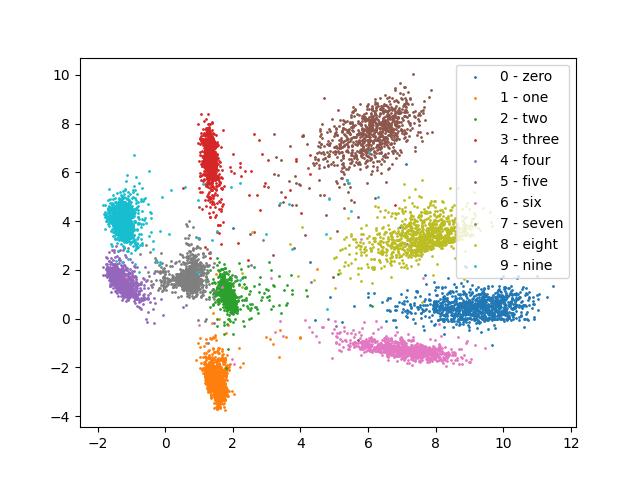 10
8
6
4
2
0
−2
−4
−2
0
2
4
6
8
10
12
0 - zero
1 - one
2 - two
3 - three
4 - four
5 - five
6 - six
7 - seven
8 - eight
9 - nine